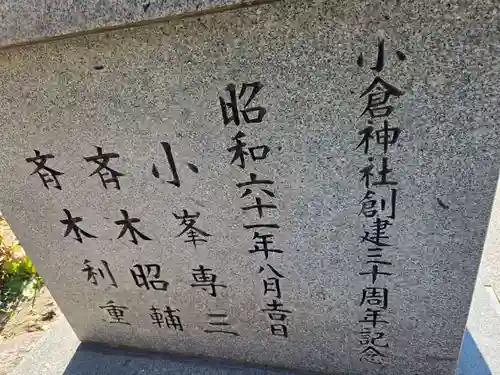 小倉神社創建三十周年記念
昭和六十一年八月吉日
小峯専三
斉木昭輔
斉木利重